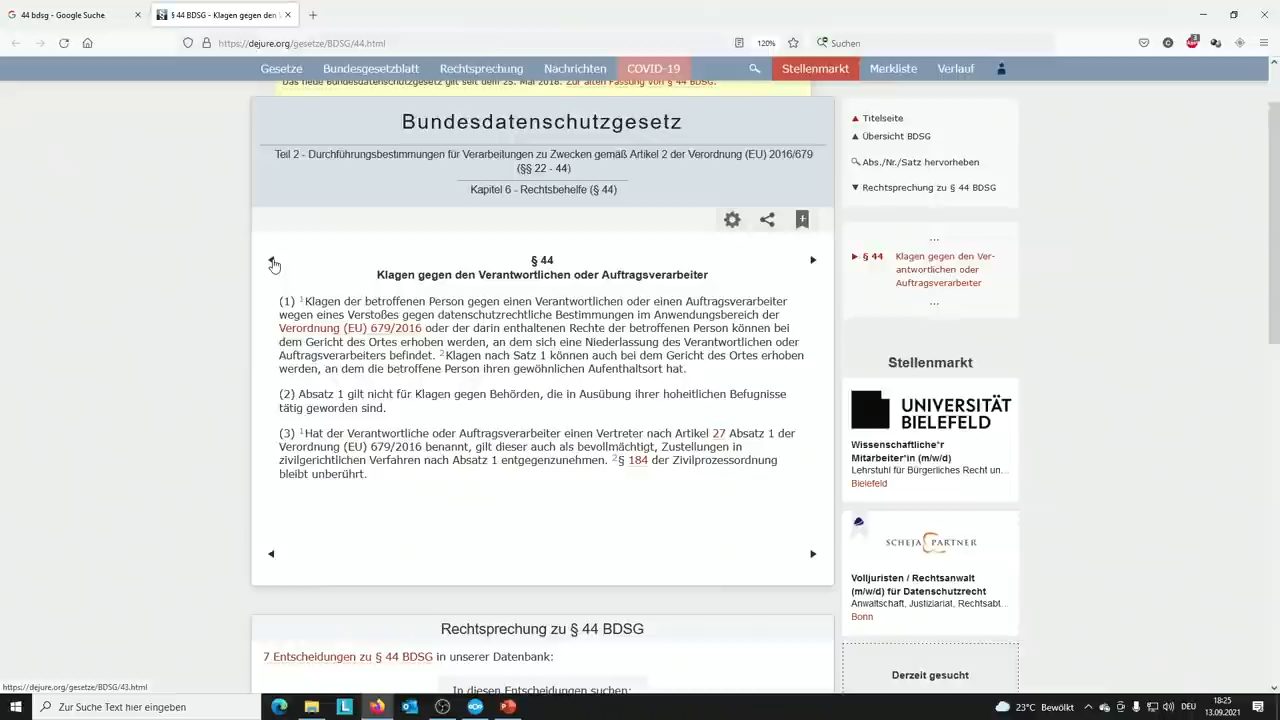 44 bdsg - Google Suche
§ 44 BDSG - Klagen gegen den
https://dejure.org/gesetze/BDSG/44.html
120%
Suchen
Gesetze Bundesgesetzblatt Rechtsprechung Nachrichten COVID-19 Stellenmarkt Merkliste Verlauf
Das neue Bundesdatenschutzgesetz gilt seit dem 25. Mai 2018. Zur alten Fassung von § 44 BDSG.
Bundesdatenschutzgesetz
Teil 2 - Durchführungsbestimmungen für Verarbeitungen zu Zwecken gemäß Artikel 2 der Verordnung (EU) 2016/679
(§§ 22 - 44)
Kapitel 6 - Rechtsbehelfe (§ 44)
§ 44
Klagen gegen den Verantwortlichen oder Auftragsverarbeiter
(1) 1Klagen der betroffenen Person gegen einen Verantwortlichen oder einen Auftragsverarbeiter
wegen eines Verstoßes gegen datenschutzrechtliche Bestimmungen im Anwendungsbereich der
Verordnung (EU) 679/2016 oder der darin enthaltenen Rechte der betroffenen Person können bei
dem Gericht des Ortes erhoben werden, an dem sich eine Niederlassung des Verantwortlichen oder
Auftragsverarbeiters befindet. 2Klagen nach Satz 1 können auch bei dem Gericht des Ortes erhoben
werden, an dem die betroffene Person ihren gewöhnlichen Aufenthaltsort hat.
(2) Absatz 1 gilt nicht für Klagen gegen Behörden, die in Ausübung ihrer hoheitlichen Befugnisse
tätig geworden sind.
(3) 1Hat der Verantwortliche oder Auftragsverarbeiter einen Vertreter nach Artikel 27 Absatz 1 der
Verordnung (EU) 679/2016 benannt, gilt dieser auch als bevollmächtigt, Zustellungen in
zivilgerichtlichen Verfahren nach Absatz 1 entgegenzunehmen. 2§ 184 der Zivilprozessordnung
bleibt unberührt.
Rechtsprechung zu § 44 BDSG
7 Entscheidungen zu § 44 BDSG in unserer Datenbank:
In diesen Entscheidungen suchen:
Titelseite
Übersicht BDSG
Abs./Nr./Satz hervorheben
Rechtsprechung zu § 44 BDSG
...
§ 44 Klagen gegen den Ver-
antwortlichen oder
Auftragsverarbeiter
...
Stellenmarkt
UNIVERSITÄT
BIELEFELD
Wissenschaftliche*r
Mitarbeiter*in (m/w/d)
Lehrstuhl für Bürgerliches Recht un...
Bielefeld
SCHEJA PARTNER
Volljuristen / Rechtsanwalt
(m/w/d) für Datenschutzrecht
Anwaltschaft, Justiziariat, Rechtsabt...
Bonn
Derzeit gesucht
https://dejure.org/gesetze/BDSG/43.html
Zur Suche Text hier eingeben
23°C Bewölkt
DEU
18:25
13.09.2021